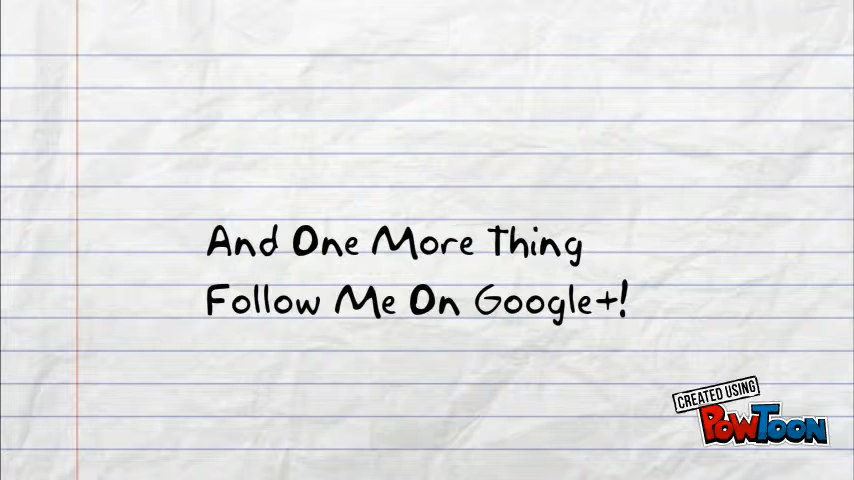 And One More Thing
Follow Me On Google+!
CREATED USING
POWTOON